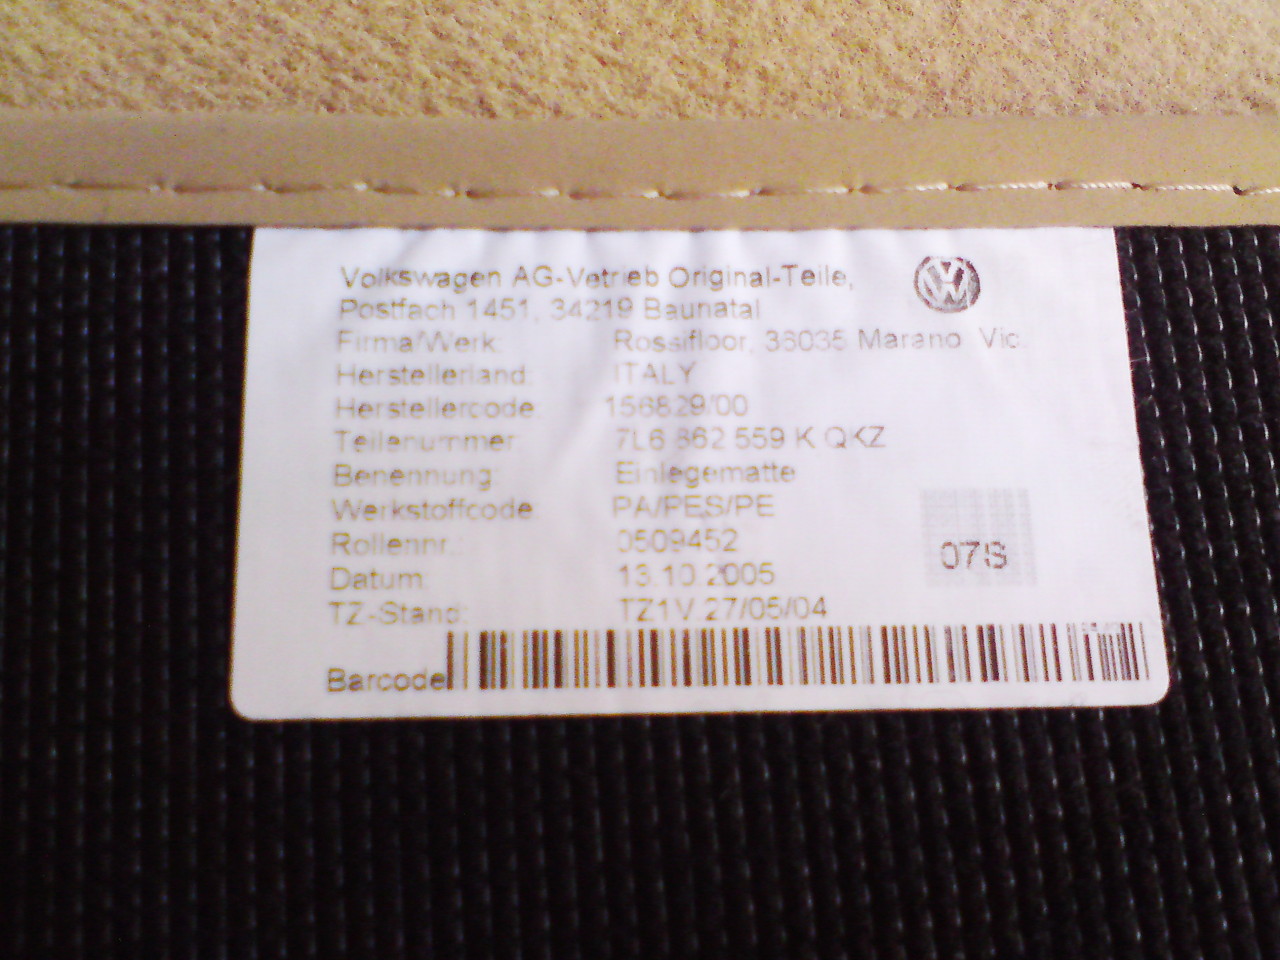 Volkswagen AG-Vetrieb Original-Teile,
Postfach 1451, 34219 Baunatal
Firma/Werk: Rossifloor, 36035 Marano Vic.
Herstellerland: ITALY
Herstellercode: 156829/00
Teilenummer: 7L6 862 559 K QKZ
Benennung: Einlegematte
Werkstoffcode: PA/PES/PE
Rollennr.: 0509452
Datum: 13.10.2005
TZ-Stand: TZ1V 27/05/04
07S
Barcode